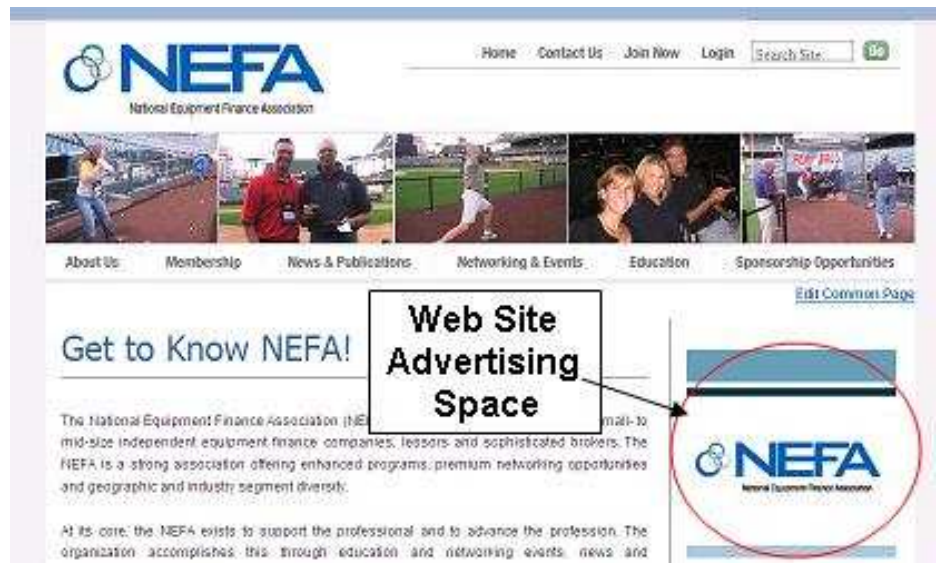 NEFA
National Equipment Finance Association
Home Contact Us Join Now Login Search Site Go
PLAY BALL
About Us Membership News & Publications Networking & Events Education Sponsorship Opportunities
Edit Common Page
Web Site
Advertising
Space
Get to Know NEFA!
The National Equipment Finance Association (NEF mall- to
mid-size independent equipment finance companies, lessors and sophisticated brokers. The
NEFA is a strong association offering enhanced programs, premium networking opportunities
and geographic and industry segment diversity.
At its core, the NEFA exists to support the professional and to advance the profession. The
organization accomplishes this through education and networking events, news and
NEFA
National Equipment Finance Association